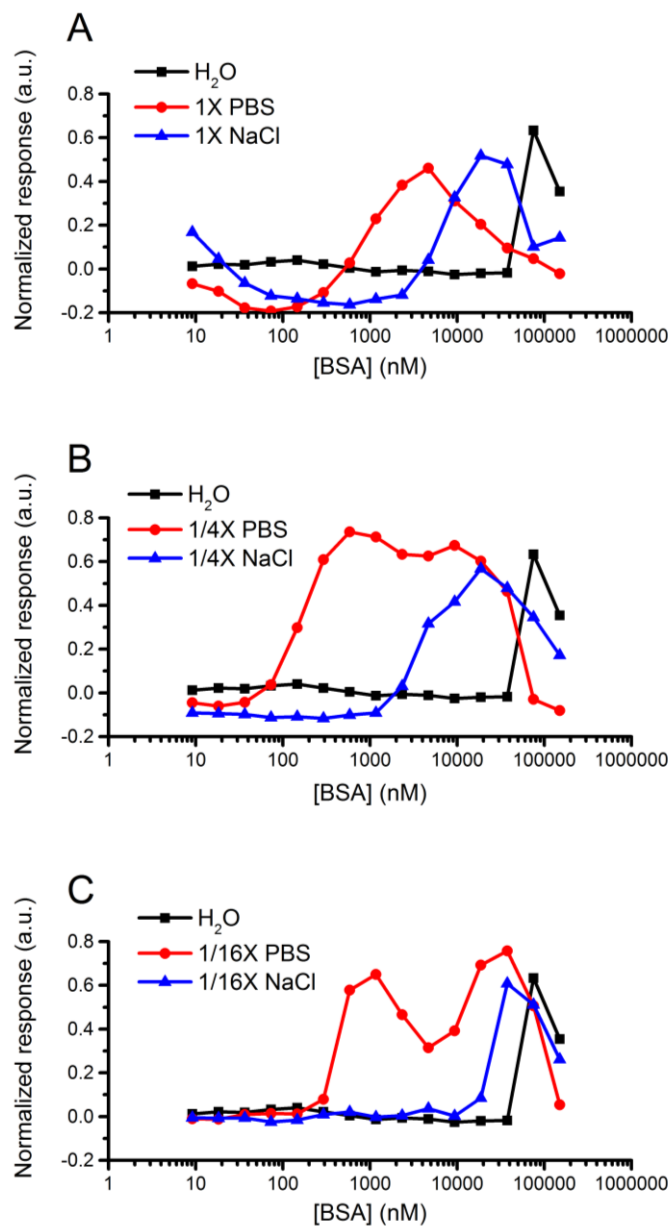 A
H₂O
1X PBS
1X NaCl
Normalized response (a.u.)
0.8
0.6
0.4
0.2
0.0
-0.2
1 10 100 1000 10000 100000 1000000
[BSA] (nM)
B
H₂O
1/4X PBS
1/4X NaCl
Normalized response (a.u.)
0.8
0.6
0.4
0.2
0.0
-0.2
1 10 100 1000 10000 100000 1000000
[BSA] (nM)
C
H₂O
1/16X PBS
1/16X NaCl
Normalized response (a.u.)
0.8
0.6
0.4
0.2
0.0
-0.2
1 10 100 1000 10000 100000 1000000
[BSA] (nM)